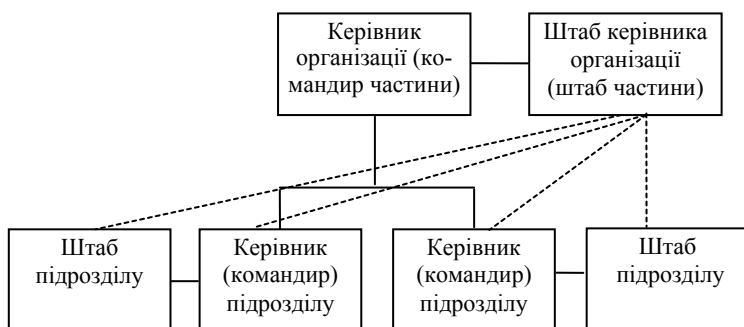 Керівник
організації (ко-
мандир частини)
Штаб керівника
організації
(штаб частини)
Штаб
підрозділу
Керівник
(командир)
підрозділу
Керівник
(командир)
підрозділу
Штаб
підрозділу